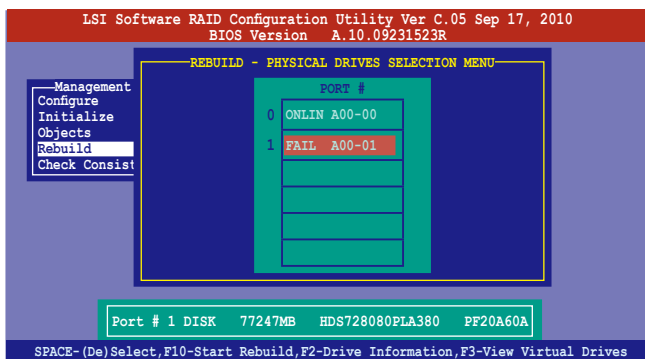 LSI Software RAID Configuration Utility Ver C.05 Sep 17, 2010
BIOS Version A.10.09231523R
REBUILD - PHYSICAL DRIVES SELECTION MENU
Management
Configure
Initialize
Objects
Rebuild
Check Consist
PORT #
0 ONLIN A00-00
1 FAIL A00-01
Port # 1 DISK 77247MB HDS728080PLA380 PF20A60A
SPACE-(De)Select,F10-Start Rebuild,F2-Drive Information,F3-View Virtual Drives